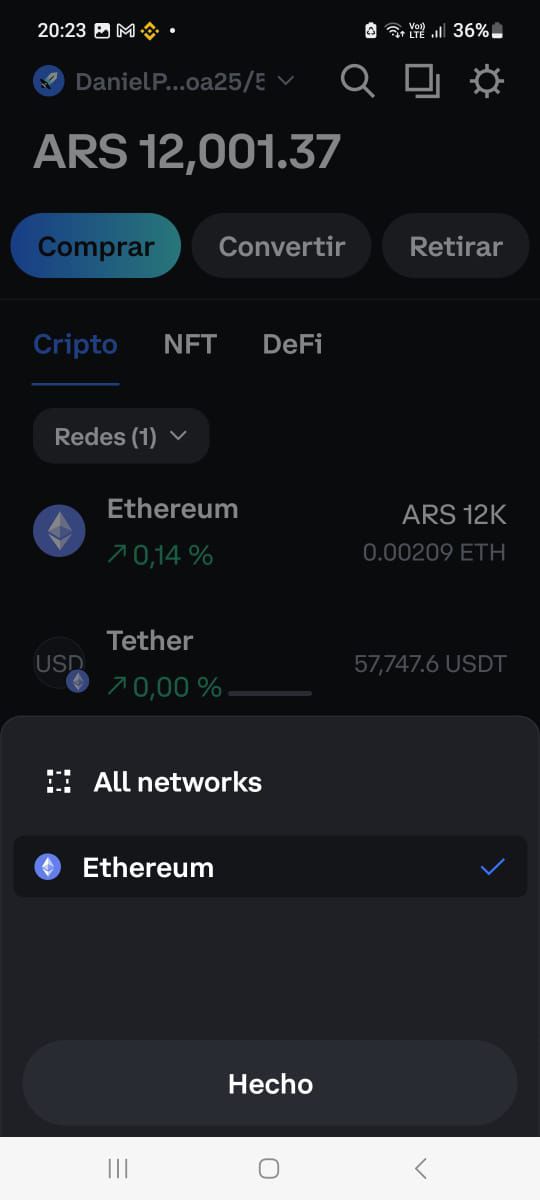 20:23
Vo)) LTE 36%
DanielP...oa25/5
ARS 12,001.37
Comprar Convertir Retirar
Cripto NFT DeFi
Redes (1)
Ethereum ARS 12K
0,14 % 0.00209 ETH
Tether
USD 57,747.6 USDT
0,00 %
All networks
Ethereum
Hecho